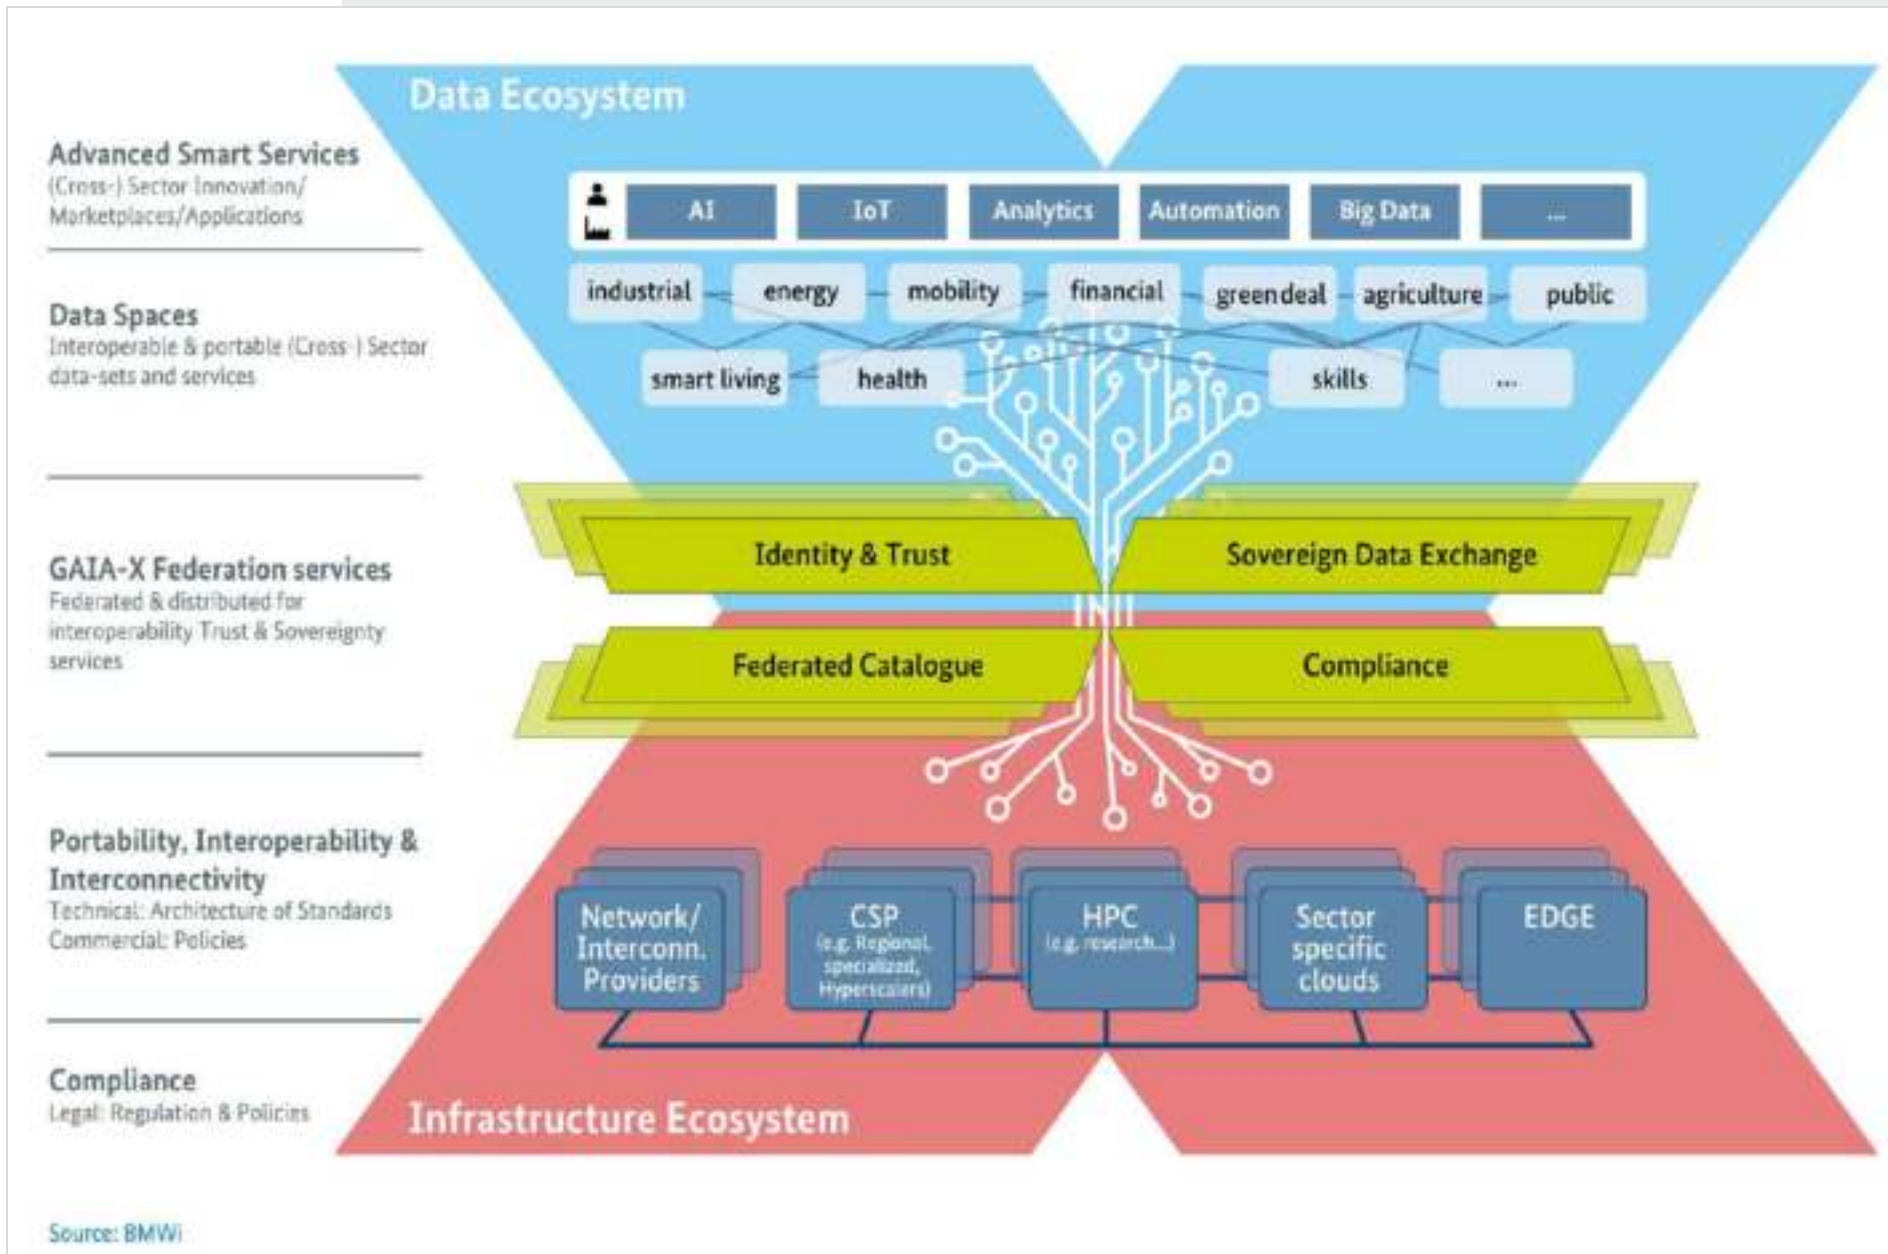 Data Ecosystem
Advanced Smart Services
(Cross-) Sector Innovation/
Marketplaces/Applications
AI
IoT
Analytics
Automation
Big Data
...
Data Spaces
Interoperable & portable (Cross-) Sector
data-sets and services
industrial
energy
mobility
financial
green deal
agriculture
public
smart living
health
skills
...
GAIA-X Federation services
Federated & distributed for
interoperability Trust & Sovereignty
services
Identity & Trust
Sovereign Data Exchange
Federated Catalogue
Compliance
Portability, Interoperability &
Interconnectivity
Technical: Architecture of Standards
Commercial: Policies
Network/
Interconn.
Providers
CSP
(e.g. Regional,
specialized,
Hyperscalers)
HPC
(e.g. research...)
Sector
specific
clouds
EDGE
Compliance
Legal: Regulation & Policies
Infrastructure Ecosystem
Source: BMWi